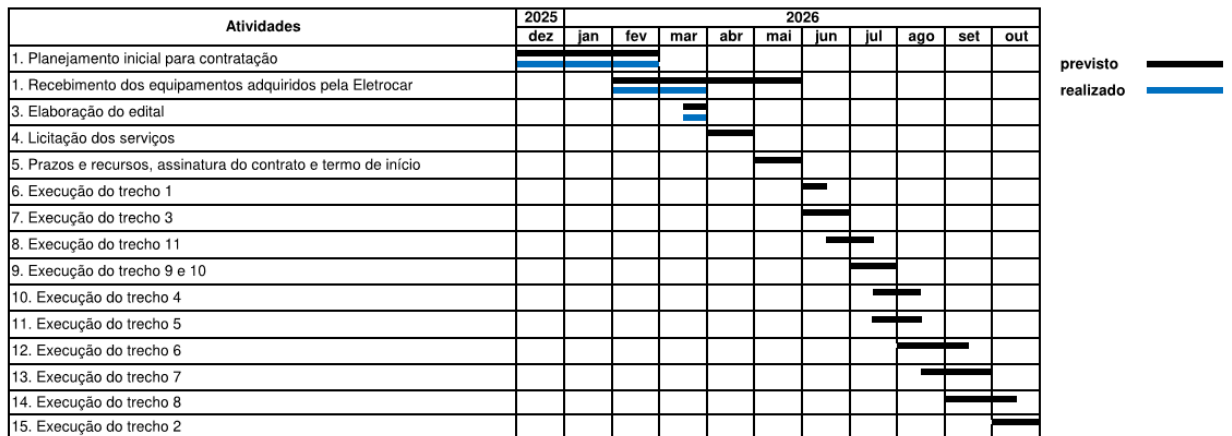 Atividades
2025 2026
dez jan fev mar abr mai jun jul ago set out
1. Planejamento inicial para contratação
1. Recebimento dos equipamentos adquiridos pela Eletrocar
3. Elaboração do edital
4. Licitação dos serviços
5. Prazos e recursos, assinatura do contrato e termo de início
6. Execução do trecho 1
7. Execução do trecho 3
8. Execução do trecho 11
9. Execução do trecho 9 e 10
10. Execução do trecho 4
11. Execução do trecho 5
12. Execução do trecho 6
13. Execução do trecho 7
14. Execução do trecho 8
15. Execução do trecho 2
previsto
realizado